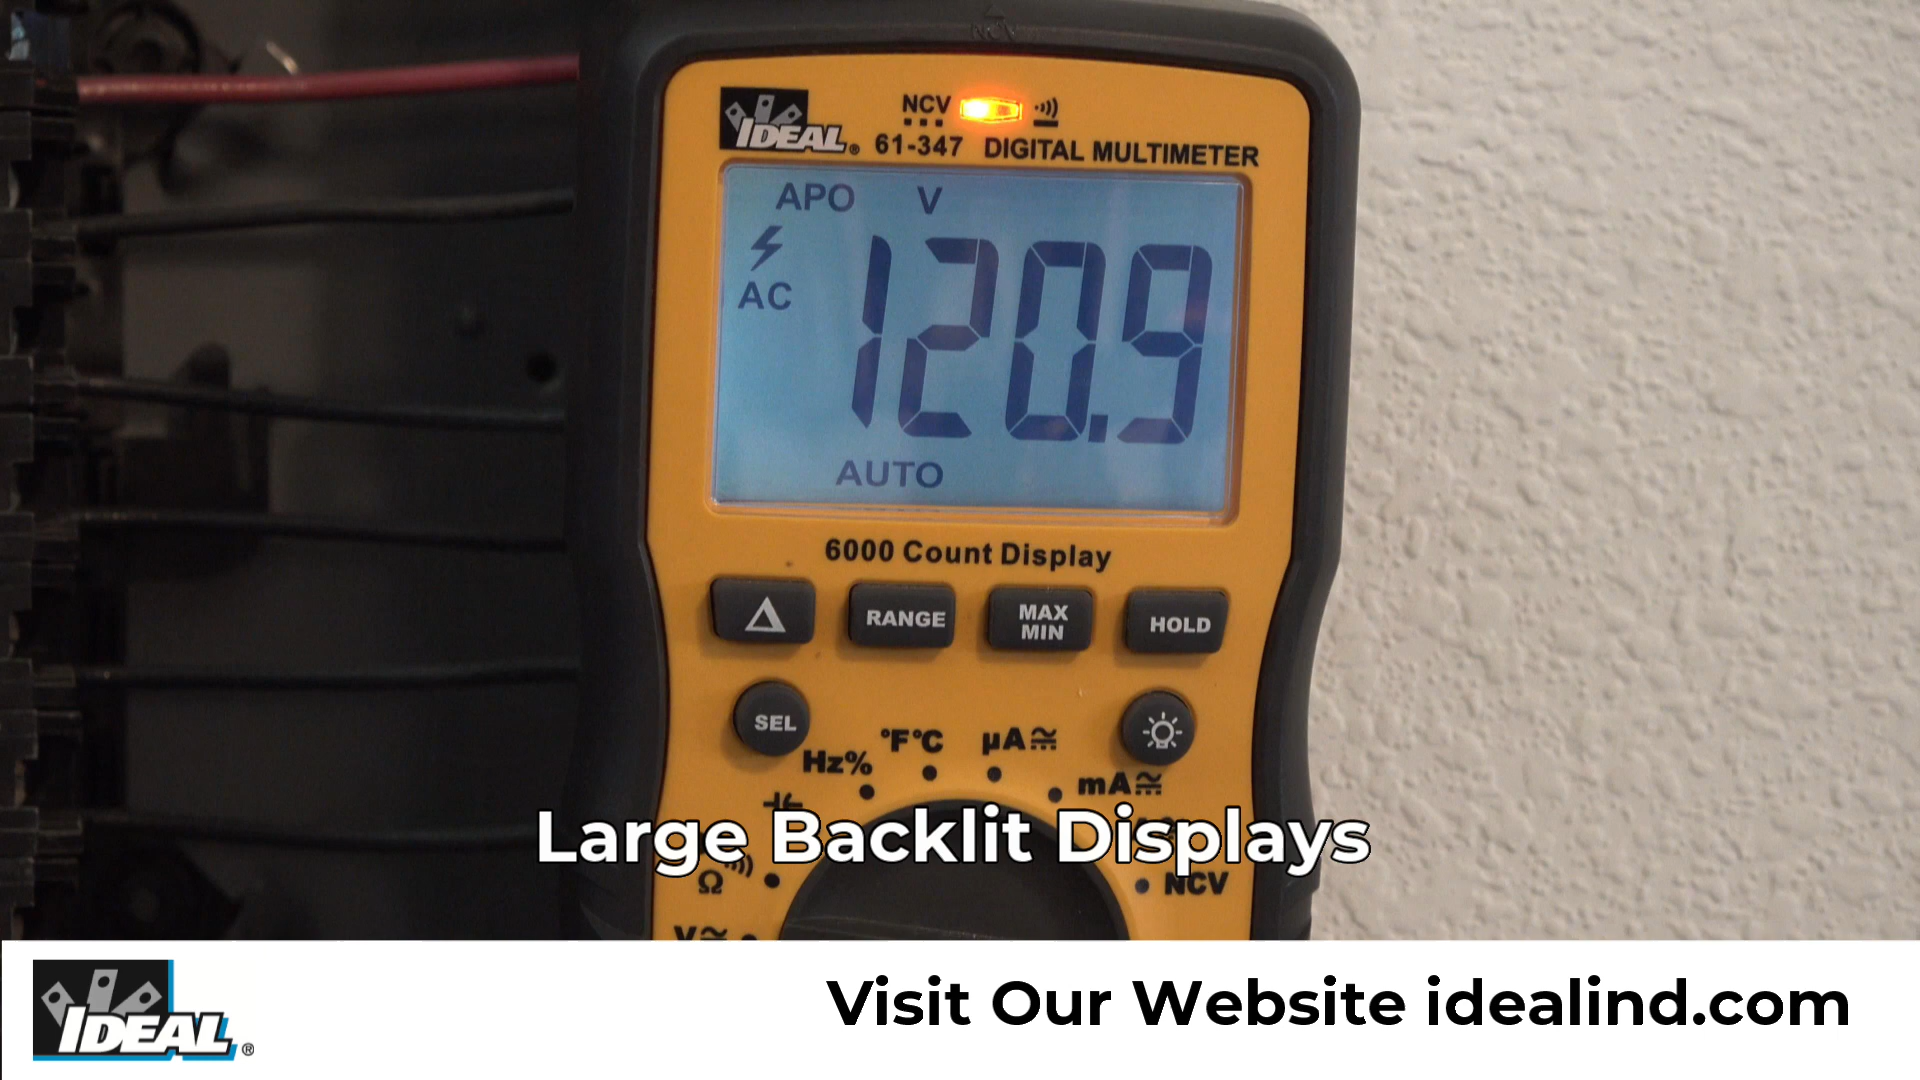 NCV
NCV
IDEAL®
61-347 DIGITAL MULTIMETER
APO V
AC
120.9
AUTO
6000 Count Display
Δ
RANGE
MAX
MIN
HOLD
SEL
Hz%
°F°C
µA
mA
Large Backlit Displays
Ω
NCV
V
IDEAL®
Visit Our Website idealind.com